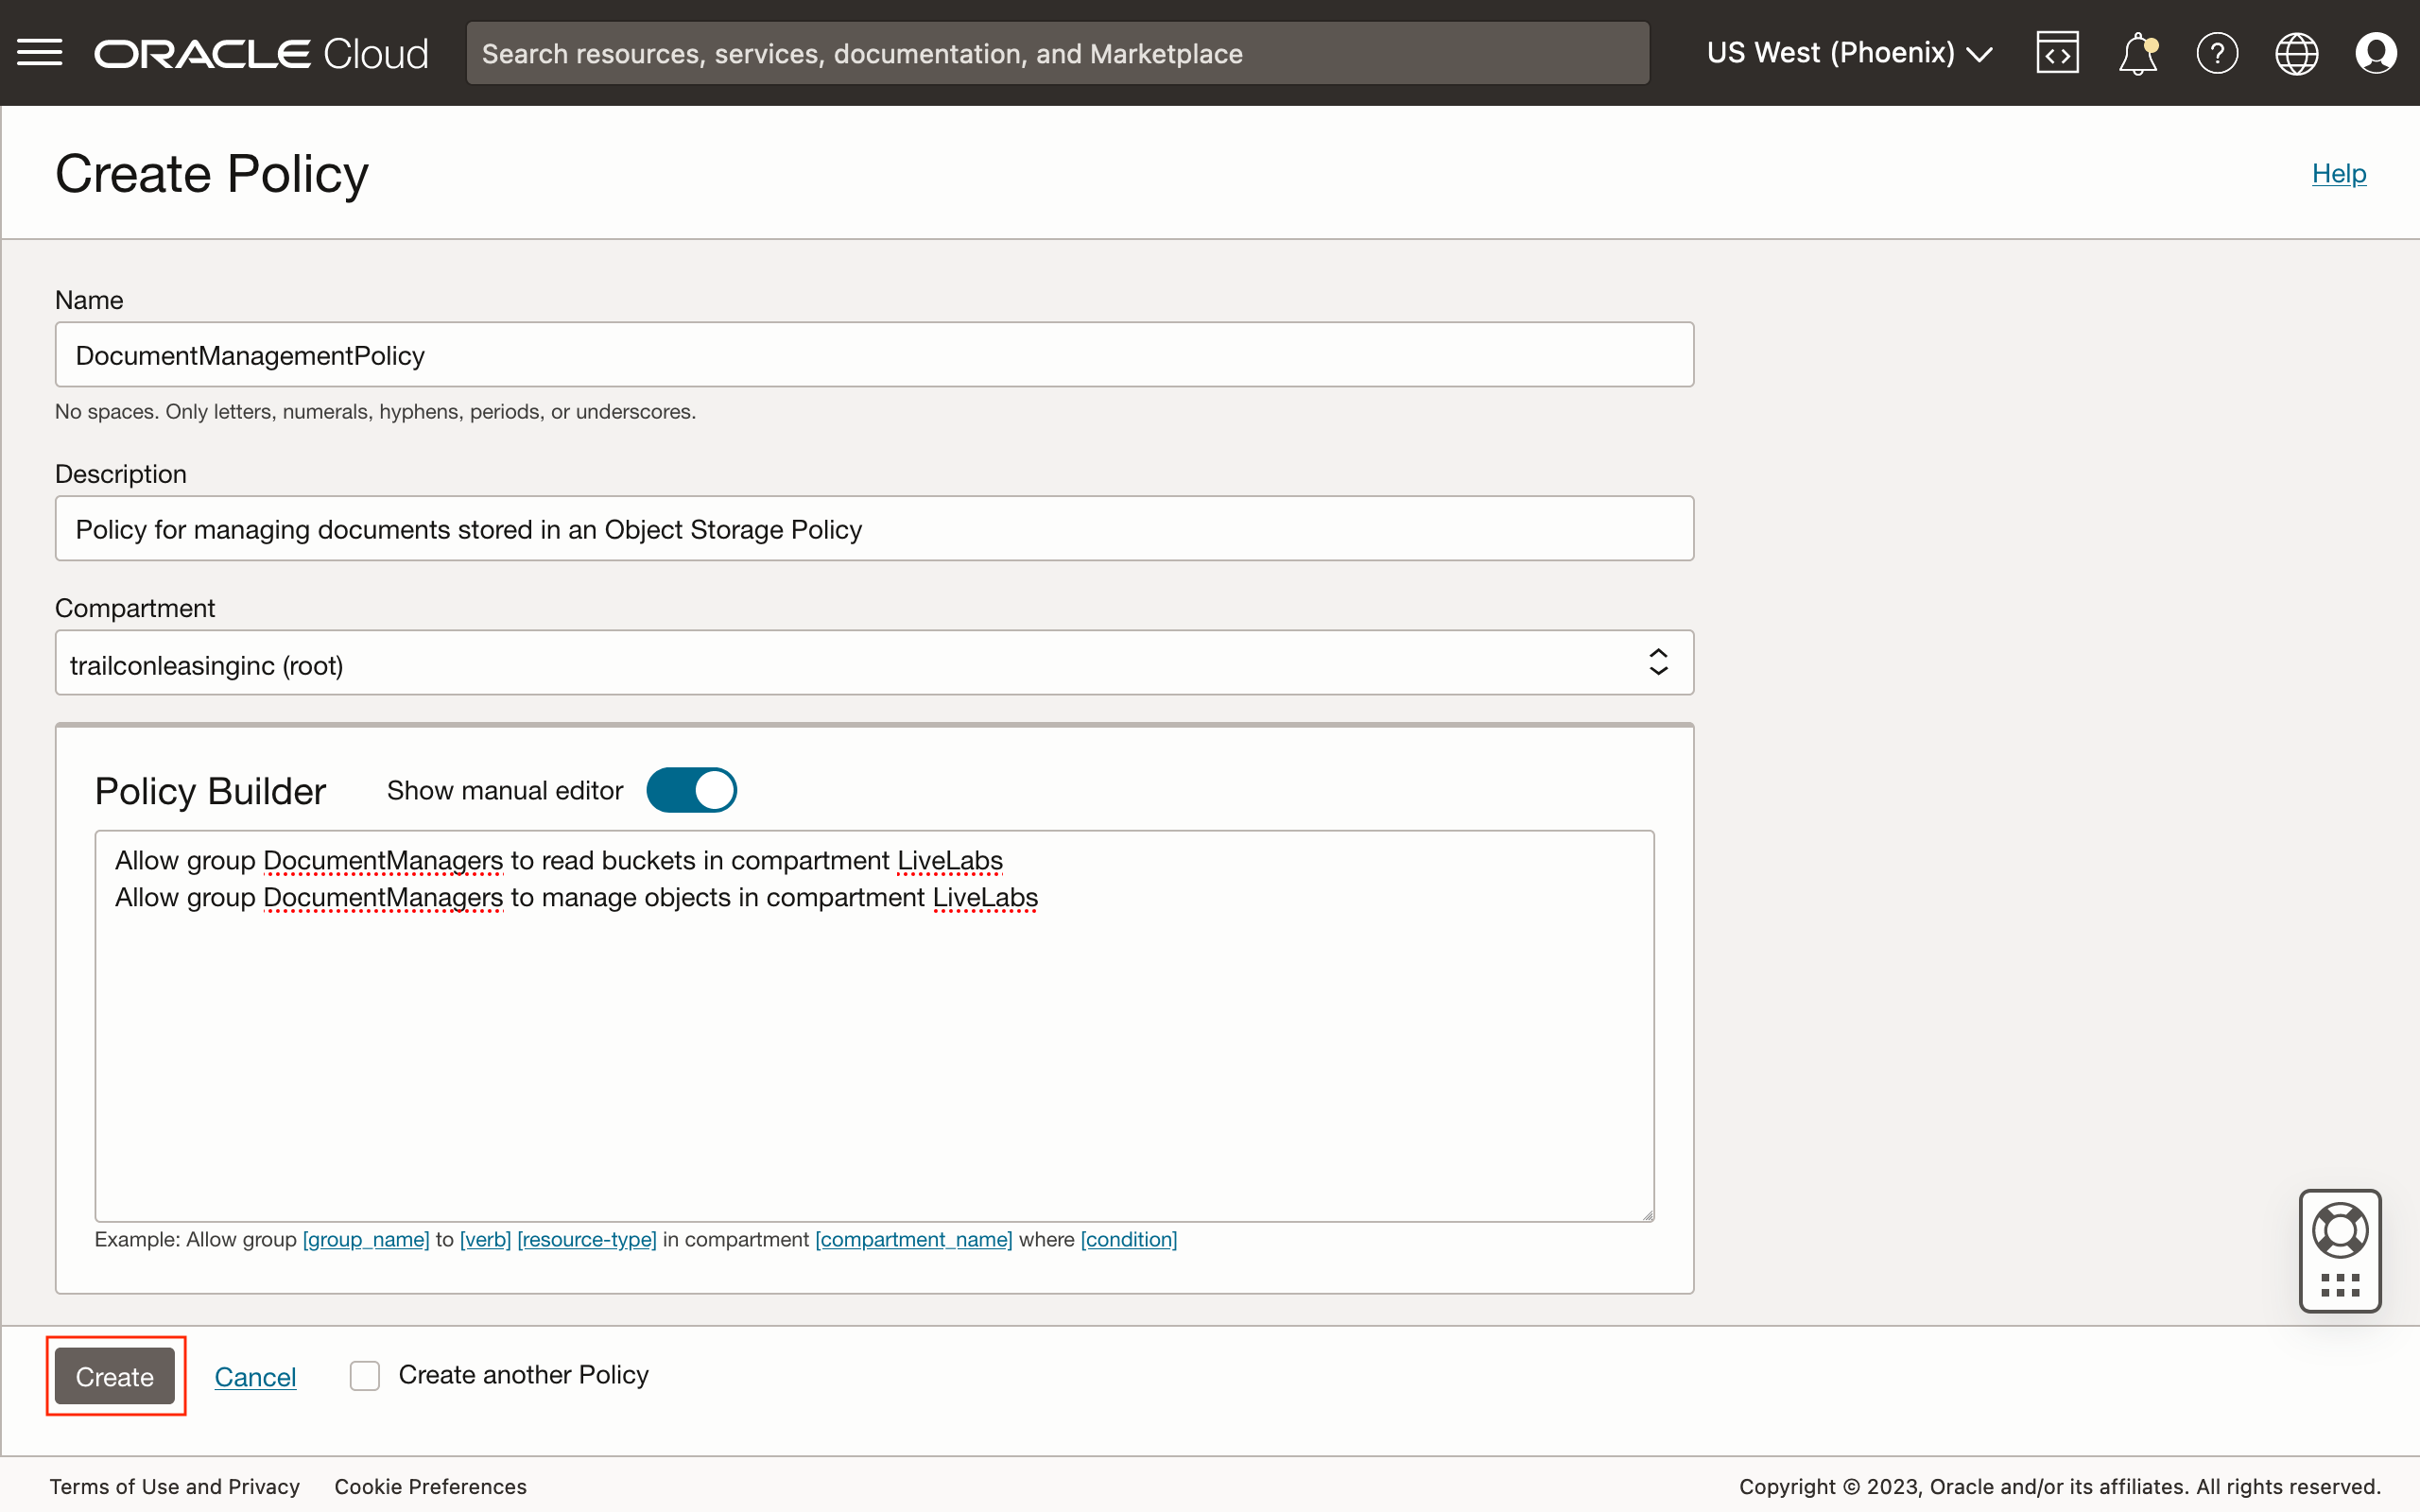 ORACLE Cloud
Search resources, services, documentation, and Marketplace
US West (Phoenix)
Create Policy
Help
Name
DocumentManagementPolicy
No spaces. Only letters, numerals, hyphens, periods, or underscores.
Description
Policy for managing documents stored in an Object Storage Policy
Compartment
trailconleasinginc (root)
Policy Builder
Show manual editor
Allow group DocumentManagers to read buckets in compartment LiveLabs
Allow group DocumentManagers to manage objects in compartment LiveLabs
Example: Allow group [group_name] to [verb] [resource-type] in compartment [compartment_name] where [condition]
Create
Cancel
Create another Policy
Terms of Use and Privacy
Cookie Preferences
Copyright © 2023, Oracle and/or its affiliates. All rights reserved.